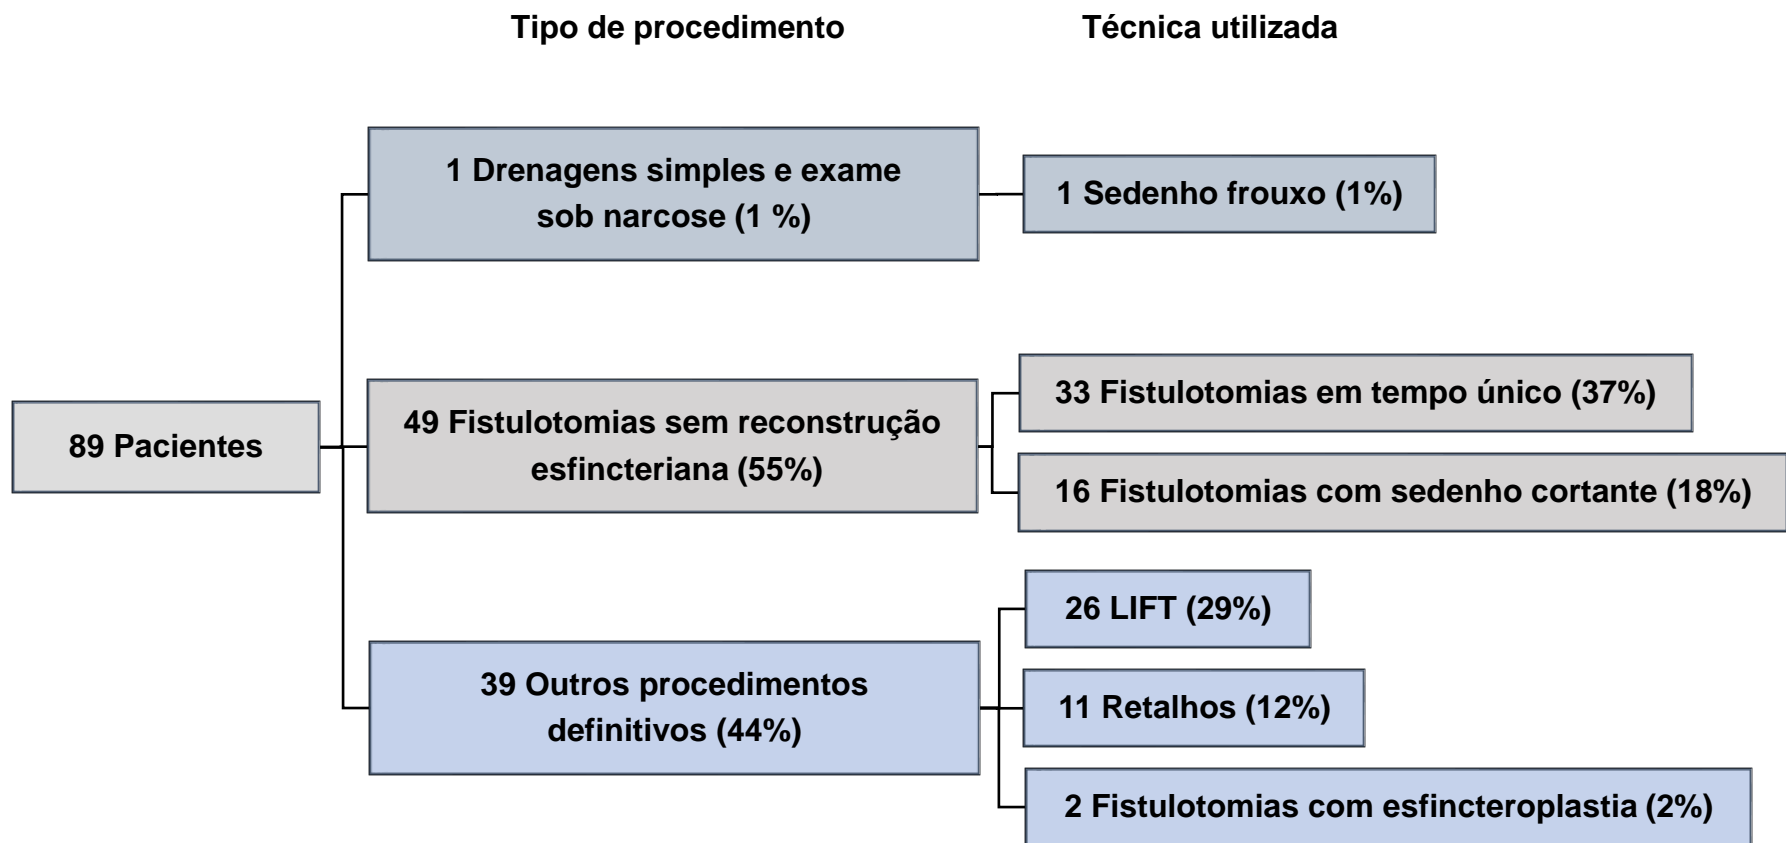 Tipo de procedimento
Técnica utilizada
1 Drenagens simples e exame
sob narcose (1 %)
1 Sedenho frouxo (1%)
89 Pacientes
49 Fistulotomias sem reconstrução
esfincteriana (55%)
33 Fistulotomias em tempo único (37%)
16 Fistulotomias com sedenho cortante (18%)
39 Outros procedimentos
definitivos (44%)
26 LIFT (29%)
11 Retalhos (12%)
2 Fistulotomias com esfincteroplastia (2%)